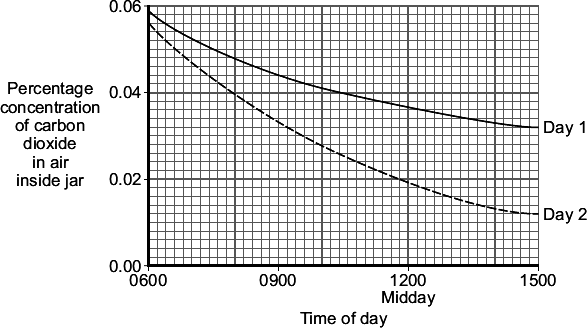 0.06
0.04
0.02
0.00
Percentage
concentration
of carbon
dioxide
in air
inside jar
Day 1
Day 2
0600
0900
1200
1500
Midday
Time of day